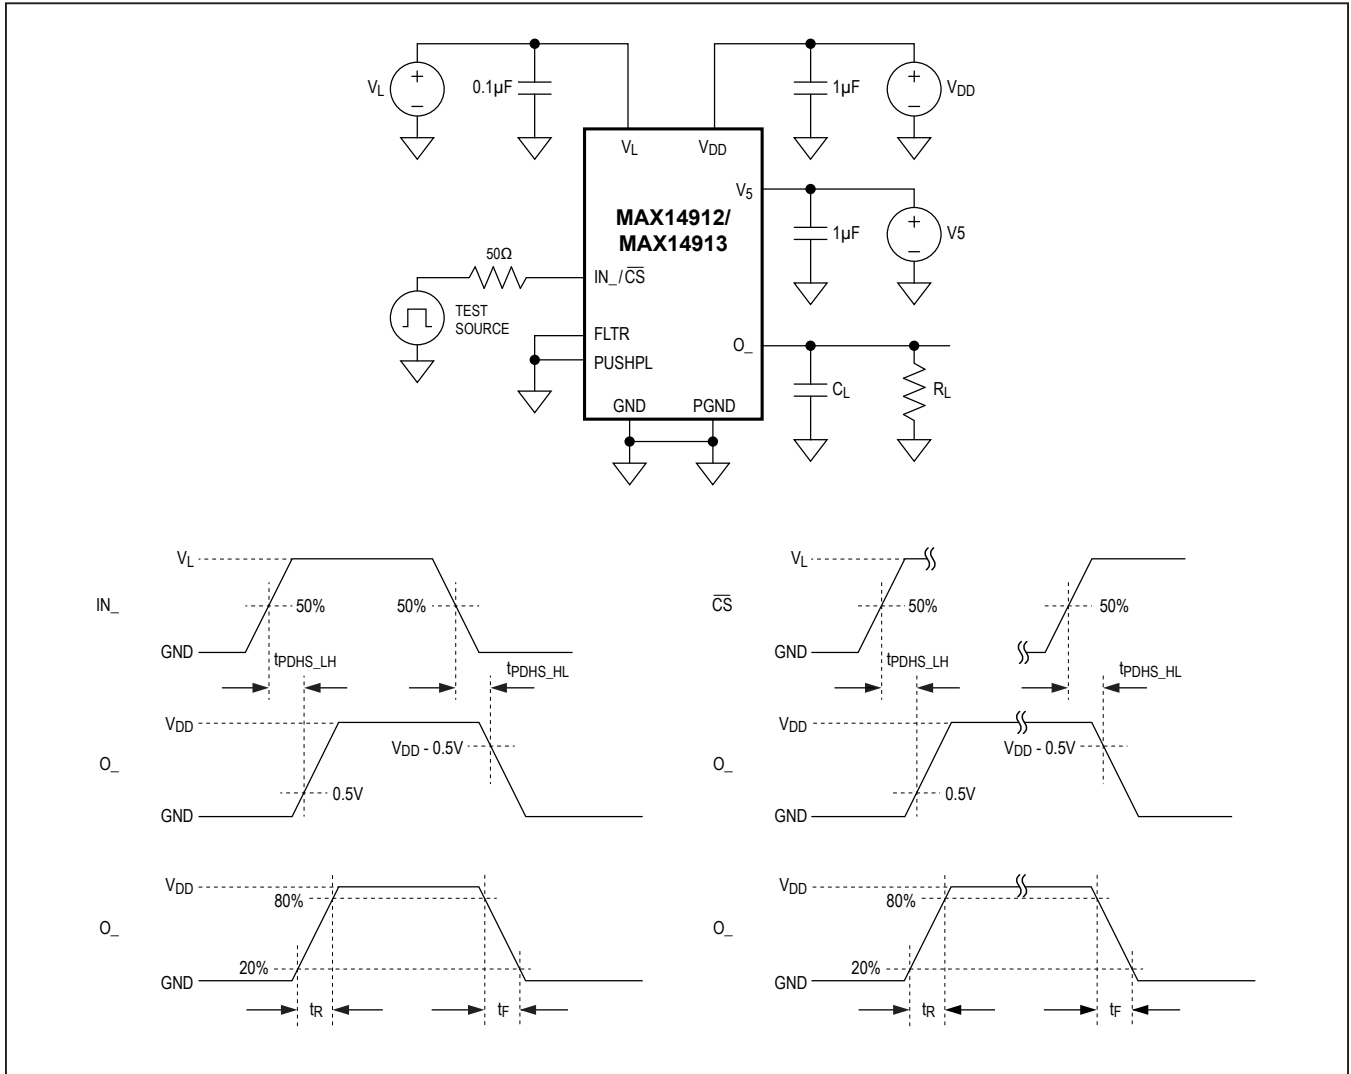 VL
0.1µF
1µF
VDD
VL VDD
V5
MAX14912/
MAX14913
1µF
V5
50Ω
IN_/C̅S̅
TEST
SOURCE
FLTR
PUSHPL
O_
CL
RL
GND PGND
VL
IN_
50% 50%
GND
tPDHS_LH
tPDHS_HL
VDD
VDD - 0.5V
O_
0.5V
GND
VDD
80%
O_
20%
GND
tR tF
VL
C̅S̅
50% 50%
GND
tPDHS_LH
tPDHS_HL
VDD
VDD - 0.5V
O_
0.5V
GND
VDD
80%
O_
20%
GND
tR tF